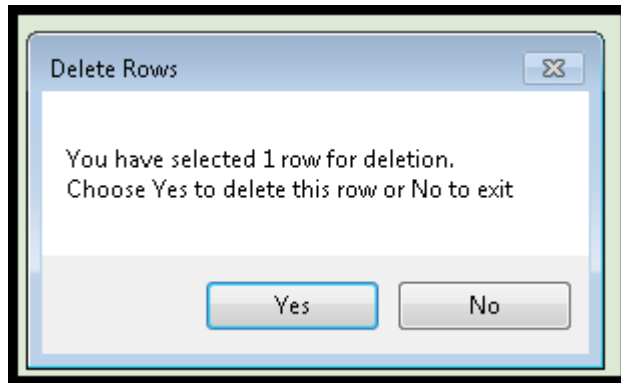 Delete Rows
You have selected 1 row for deletion.
Choose Yes to delete this row or No to exit
Yes
No